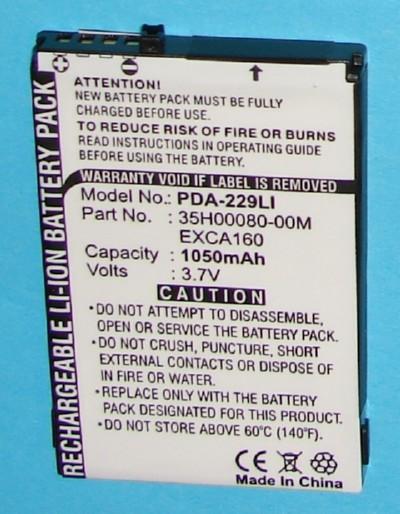 ATTENTION!
NEW BATTERY PACK MUST BE FULLY
CHARGED BEFORE USE.
TO REDUCE RISK OF FIRE OR BURNS
READ INSTRUCTIONS IN OPERATING GUIDE
BEFORE USING BATTERY PACK.
WARRANTY VOID IF LABEL IS REMOVED
Model No.: PDA-229LI
Part No. : 35H00080-00M
EXCA160
Capacity : 1050mAh
Volts : 3.7V
CAUTION
•DO NOT ATTEMPT TO DISASSEMBLE,
OPEN OR SERVICE BATTERY PACK.
•DO NOT CRUSH, PUNCTURE, SHORT
EXTERNAL CONTACTS OR DISPOSE OF
IN FIRE OR WATER.
•REPLACE ONLY WITH THE BATTERY
PACK DESIGNATED FOR THIS PRODUCT.
•DO NOT STORE ABOVE 60°C (140°F).
CE
Made In China
RECHARGEABLE LI-ION BATTERY PACK